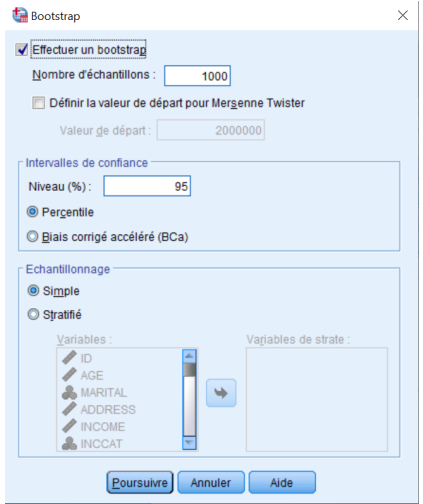 Bootstrap
Effectuer un bootstrap
Nombre d'échantillons : 1000
Définir la valeur de départ pour Mersenne Twister
Valeur de départ : 2000000
Intervalles de confiance
Niveau (%) : 95
Percentile
Biais corrigé accéléré (BCa)
Echantillonnage
Simple
Stratifié
Variables : Variables de strate :
ID
AGE
MARITAL
ADDRESS
INCOME
INCCAT
Poursuivre Annuler Aide